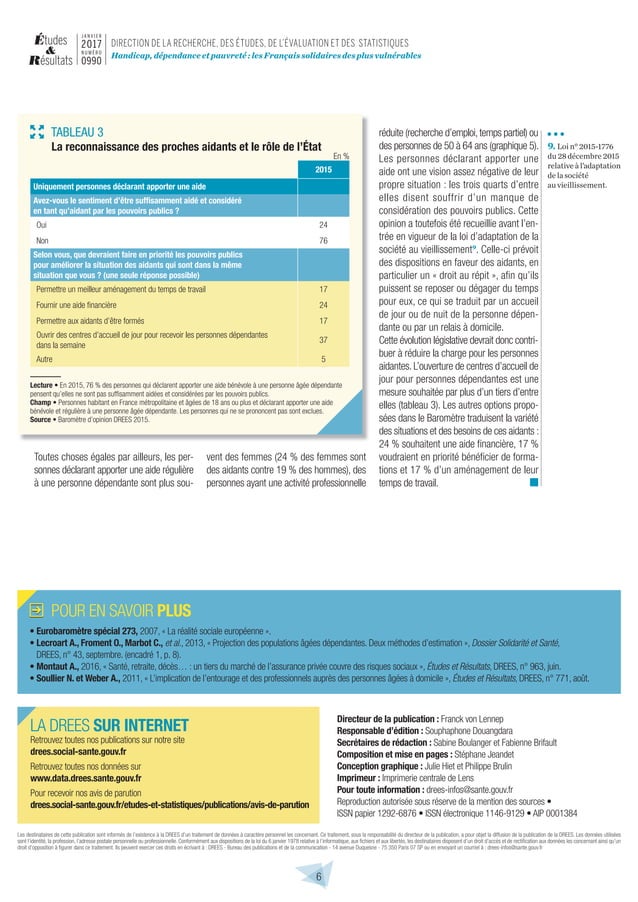 Études
&
Résultats
JANVIER
2017
NUMÉRO
0990
DIRECTION DE LA RECHERCHE, DES ÉTUDES, DE L'ÉVALUATION ET DES STATISTIQUES
Handicap, dépendance et pauvreté : les Français solidaires des plus vulnérables
TABLEAU 3
La reconnaissance des proches aidants et le rôle de l'État
En %
2015
Uniquement personnes déclarant apporter une aide
Avez-vous le sentiment d'être suffisamment aidé et considéré
en tant qu'aidant par les pouvoirs publics ?
Oui 24
Non 76
Selon vous, que devraient faire en priorité les pouvoirs publics
pour améliorer la situation des aidants qui sont dans la même
situation que vous ? (une seule réponse possible)
Permettre un meilleur aménagement du temps de travail 17
Fournir une aide financière 24
Permettre aux aidants d'être formés 17
Ouvrir des centres d'accueil de jour pour recevoir les personnes dépendantes
dans la semaine 37
Autre 5
Lecture • En 2015, 76 % des personnes qui déclarent apporter une aide bénévole à une personne âgée dépendante
pensent qu'elles ne sont pas suffisamment aidées et considérées par les pouvoirs publics.
Champ • Personnes habitant en France métropolitaine et âgées de 18 ans ou plus et déclarant apporter une aide
bénévole et régulière à une personne âgée dépendante. Les personnes qui ne se prononcent pas sont exclues.
Source • Baromètre d'opinion DREES 2015.
Toutes choses égales par ailleurs, les per-
sonnes déclarant apporter une aide régulière
à une personne dépendante sont plus sou-
vent des femmes (24 % des femmes sont
des aidants contre 19 % des hommes), des
personnes ayant une activité professionnelle
réduite (recherche d'emploi, temps partiel) ou
des personnes de 50 à 64 ans (graphique 5).
Les personnes déclarant apporter une
aide ont une vision assez négative de leur
propre situation : les trois quarts d'entre
elles disent souffrir d'un manque de
considération des pouvoirs publics. Cette
opinion a toutefois été recueillie avant l'en-
trée en vigueur de la loi d'adaptation de la
société au vieillissement9. Celle-ci prévoit
des dispositions en faveur des aidants, en
particulier un « droit au répit », afin qu'ils
puissent se reposer ou dégager du temps
pour eux, ce qui se traduit par un accueil
de jour ou de nuit de la personne dépen-
dante ou par un relais à domicile.
Cette évolution législative devrait donc contri-
buer à réduire la charge pour les personnes
aidantes. L'ouverture de centres d'accueil de
jour pour personnes dépendantes est une
mesure souhaitée par plus d'un tiers d'entre
elles (tableau 3). Les autres options propo-
sées dans le Baromètre traduisent la variété
des situations et des besoins de ces aidants :
24 % souhaitent une aide financière, 17 %
voudraient en priorité bénéficier de forma-
tions et 17 % d'un aménagement de leur
temps de travail.
9. Loi n° 2015-1776
du 28 décembre 2015
relative à l'adaptation
de la société
au vieillissement.
POUR EN SAVOIR PLUS
• Eurobaromètre spécial 273, 2007, « La réalité sociale européenne ».
• Lecroart A., Froment O., Marbot C., et al., 2013, « Projection des populations âgées dépendantes. Deux méthodes d'estimation », Dossier Solidarité et Santé,
DREES, n° 43, septembre. (encadré 1, p. 8).
• Montaut A., 2016, « Santé, retraite, décès… : un tiers du marché de l'assurance privée couvre des risques sociaux », Études et Résultats, DREES, n° 963, juin.
• Soullier N. et Weber A., 2011, « L'implication de l'entourage et des professionnels auprès des personnes âgées à domicile », Études et Résultats, DREES, n° 771, août.
LA DREES SUR INTERNET
Retrouvez toutes nos publications sur notre site
drees.social-sante.gouv.fr
Retrouvez toutes nos données sur
www.data.drees.sante.gouv.fr
Pour recevoir nos avis de parution
drees.social-sante.gouv.fr/etudes-et-statistiques/publications/avis-de-parution
Directeur de la publication : Franck von Lennep
Responsable d'édition : Souphaphone Douangdara
Secrétaires de rédaction : Sabine Boulanger et Fabienne Brifault
Composition et mise en pages : Stéphane Jeandet
Conception graphique : Julie Hiet et Philippe Brulin
Imprimeur : Imprimerie centrale de Lens
Pour toute information : drees-infos@sante.gouv.fr
Reproduction autorisée sous réserve de la mention des sources •
ISSN papier 1292-6876 • ISSN électronique 1146-9129 • AIP 0001384
Les destinataires de cette publication sont informés de l'existence à la DREES d'un traitement de données à caractère personnel les concernant. Ce traitement, sous la responsabilité du directeur de la publication, a pour objet la diffusion de la publication de la DREES. Les données utilisées
sont l'identité, la profession, l'adresse postale personnelle ou professionnelle. Conformément aux dispositions de la loi du 6 janvier 1978 relative à l'informatique, aux fichiers et aux libertés, les destinataires disposent d'un droit d'accès et de rectification aux données les concernant ainsi qu'un
droit d'opposition à figurer dans ce traitement. Ils peuvent exercer ces droits en écrivant à : DREES - Bureau des publications et de la communication - 14 avenue Duquesne - 75 350 Paris 07 SP ou en envoyant un courriel à : drees-infos@sante.gouv.fr
6